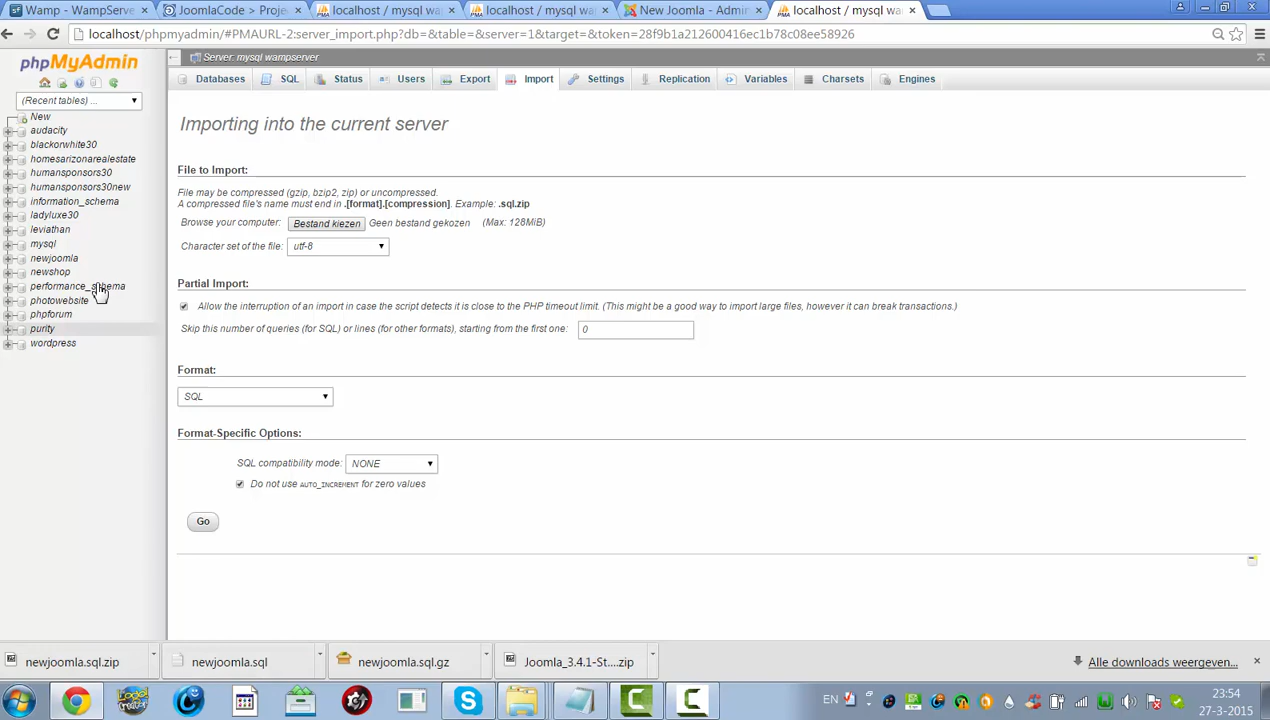 Wamp - WampServe
JoomlaCode > Proje
localhost / mysql wa
localhost / mysql wa
New Joomla - Admin
localhost / mysql wa
localhost/phpmyadmin/#PMAURL-2:server_import.php?db=&table=&server=1&target=&token=28f9b1a212600416ec1b78c08ee58926
phpMyAdmin
Server: mysql wampserver
Databases
SQL
Status
Users
Export
Import
Settings
Replication
Variables
Charsets
Engines
(Recent tables) ...
New
audacity
blackorwhite30
homesarizonarealestate
humansponsors30
humansponsors30new
information_schema
ladyluxe30
leviathan
mysql
newjoomla
newshop
performance_schema
photowebsite
phpforum
purity
wordpress
Importing into the current server
File to Import:
File may be compressed (gzip, bzip2, zip) or uncompressed.
A compressed file's name must end in .[format].[compression]. Example: .sql.zip
Browse your computer: Bestand kiezen Geen bestand gekozen (Max: 128MiB)
Character set of the file: utf-8
Partial Import:
Allow the interruption of an import in case the script detects it is close to the PHP timeout limit. (This might be a good way to import large files, however it can break transactions.)
Skip this number of queries (for SQL) or lines (for other formats), starting from the first one: 0
Format:
SQL
Format-Specific Options:
SQL compatibility mode: NONE
Do not use AUTO_INCREMENT for zero values
Go
newjoomla.sql.zip
newjoomla.sql
newjoomla.sql.gz
Joomla_3.4.1-St....zip
Alle downloads weergeven...
EN
23:54
27-3-2015